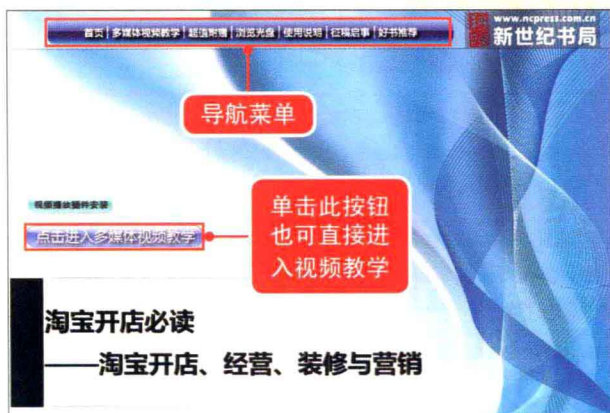 www.ncpress.com.cn
首页|多媒体视频教学|超值附赠|浏览光盘|使用说明|征稿启事|好书推荐
新世纪书局
导航菜单
视频播放插件安装
点击进入多媒体视频教学
单击此按钮
也可直接进
入视频教学
淘宝开店必读
——淘宝开店、经营、装修与营销